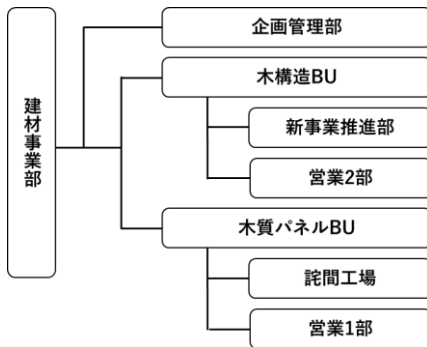 建材事業部
企画管理部
木構造BU
新事業推進部
営業2部
木質パネルBU
詫間工場
営業1部